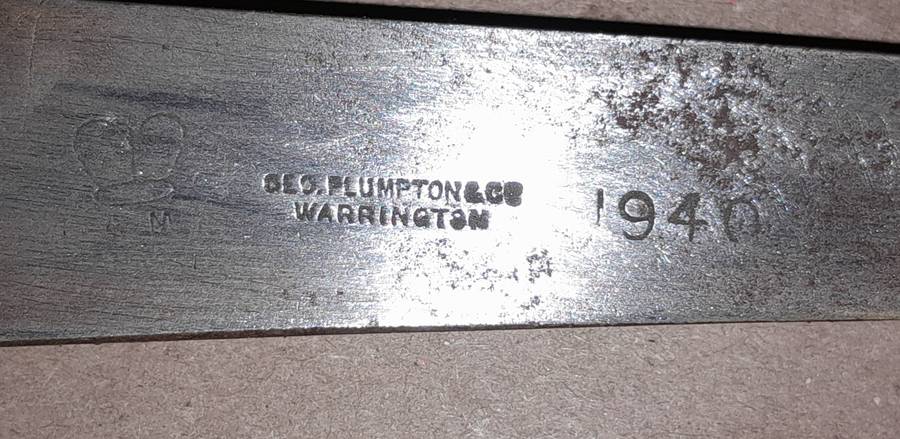 GEO. PLUMPTON & CO
WARRINGTON
1940
M